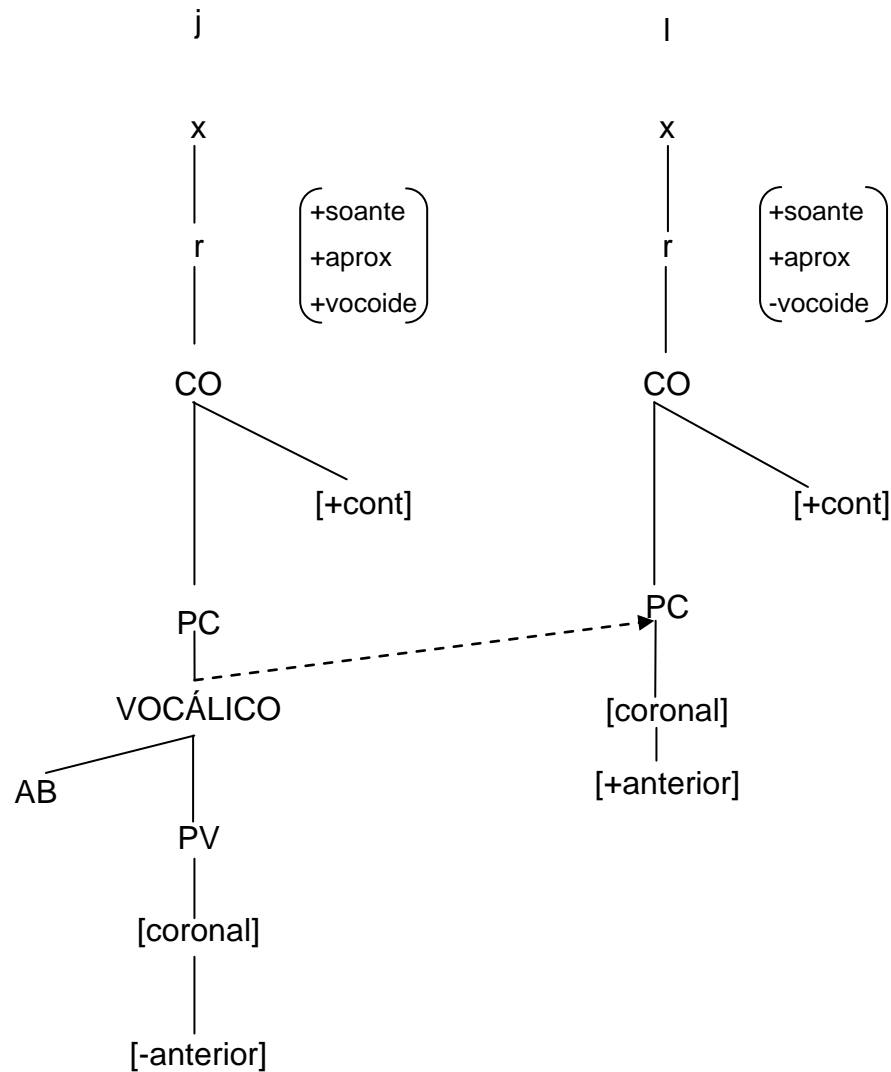 j l
x x
+soante +soante
r +aprox r +aprox
+vocoide -vocoide
CO CO
[+cont] [+cont]
PC PC
VOCÁLICO [coronal]
AB [+anterior]
PV
[coronal]
[-anterior]